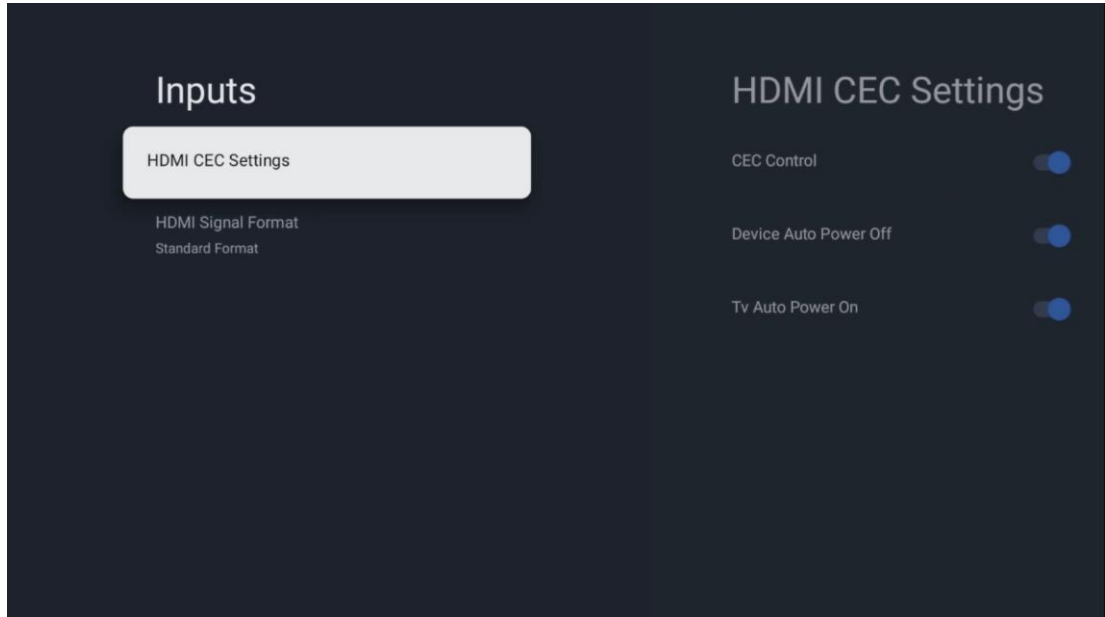 Inputs
HDMI CEC Settings
HDMI Signal Format
Standard Format
HDMI CEC Settings
CEC Control
Device Auto Power Off
Tv Auto Power On